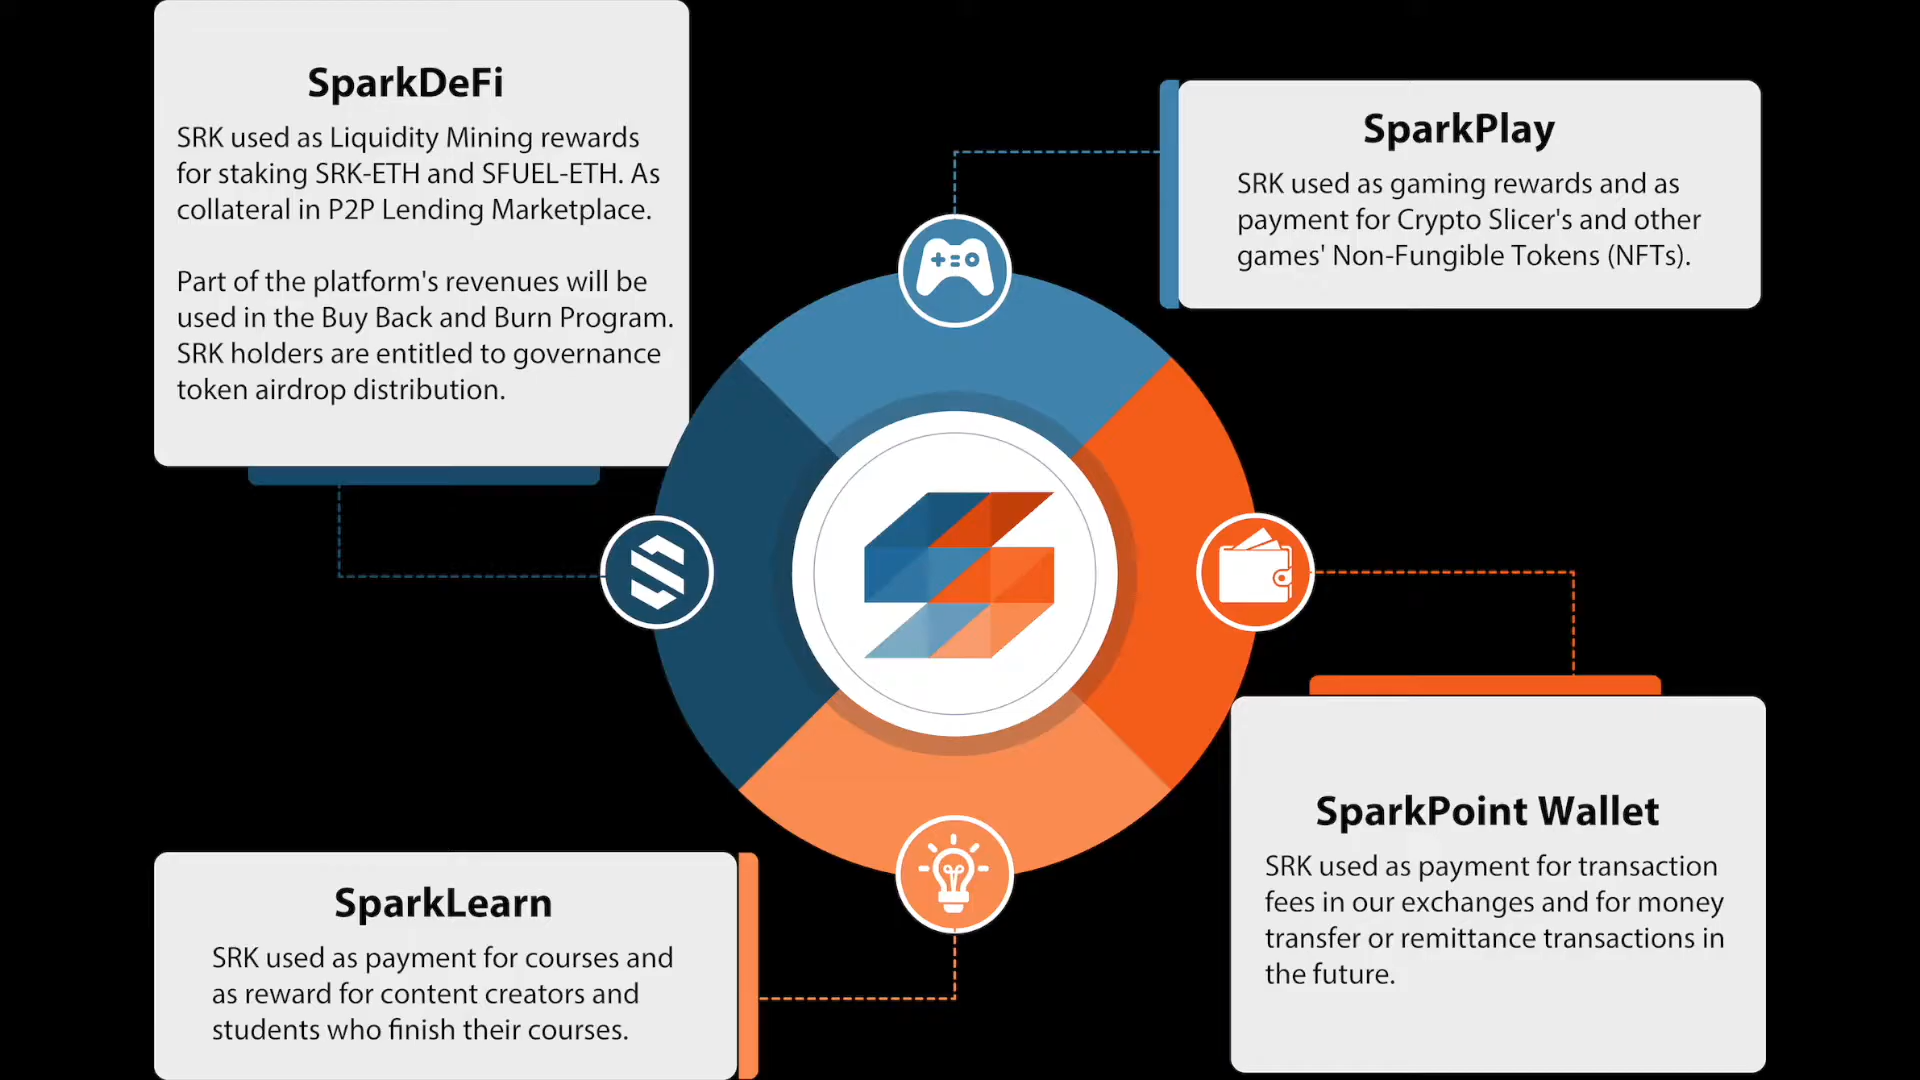 SparkDeFi
SRK used as Liquidity Mining rewards
for staking SRK-ETH and SFUEL-ETH. As
collateral in P2P Lending Marketplace.
Part of the platform's revenues will be
used in the Buy Back and Burn Program.
SRK holders are entitled to governance
token airdrop distribution.
SparkPlay
SRK used as gaming rewards and as
payment for Crypto Slicer's and other
games' Non-Fungible Tokens (NFTs).
SparkLearn
SRK used as payment for courses and
as reward for content creators and
students who finish their courses.
SparkPoint Wallet
SRK used as payment for transaction
fees in our exchanges and for money
transfer or remittance transactions in
the future.